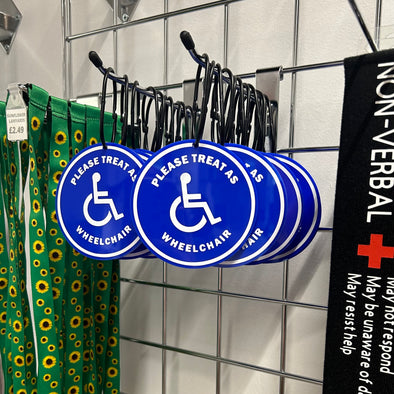 £2.49
PLEASE TREAT AS
WHEELCHAIR
PLEASE TREAT AS
WHEELCHAIR
NON-VERBAL
May not respond
May be unaware of d
May resist help